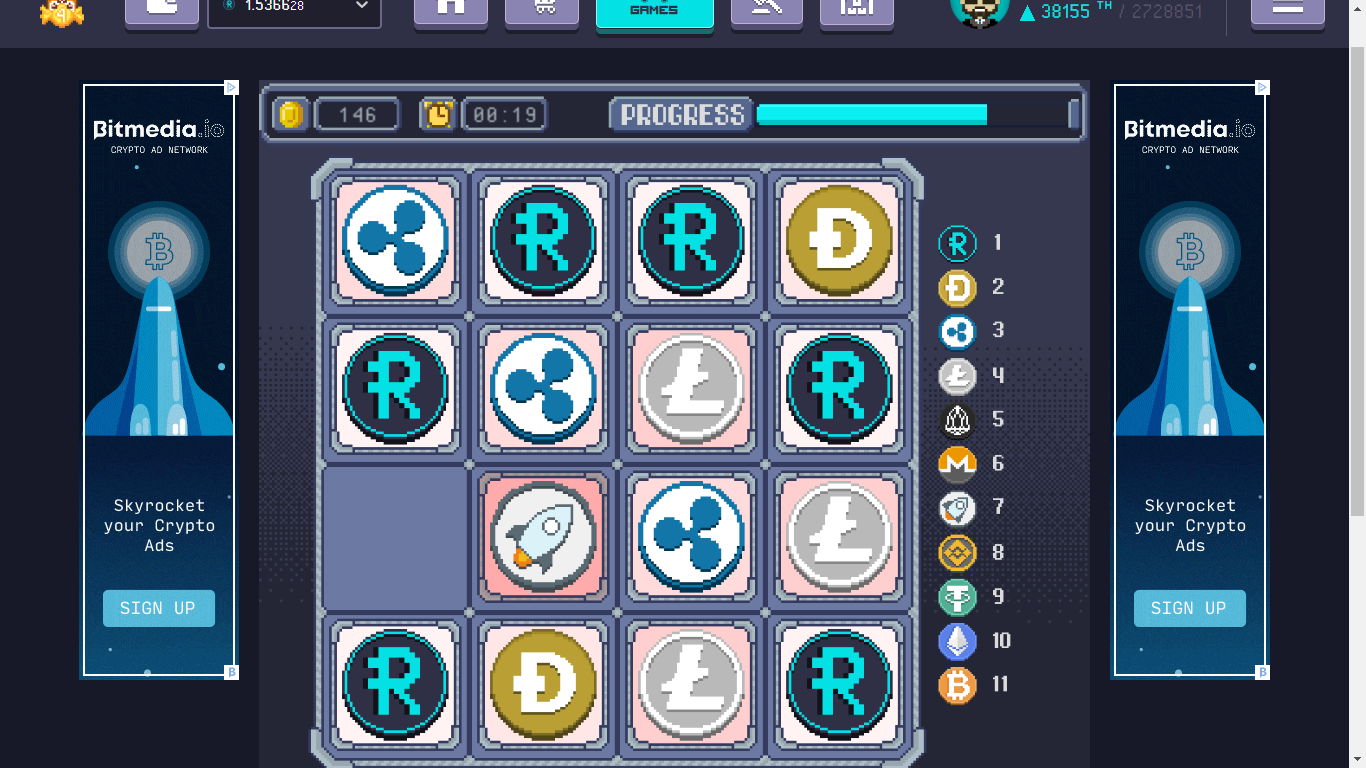 1.536628
GAMES
38155 TH / 2728851
Bitmedia.io
CRYPTO AD NETWORK
Skyrocket
your Crypto
Ads
SIGN UP
146
00:19
PROGRESS
1
2
3
4
5
6
7
8
9
10
11
Bitmedia.io
CRYPTO AD NETWORK
Skyrocket
your Crypto
Ads
SIGN UP